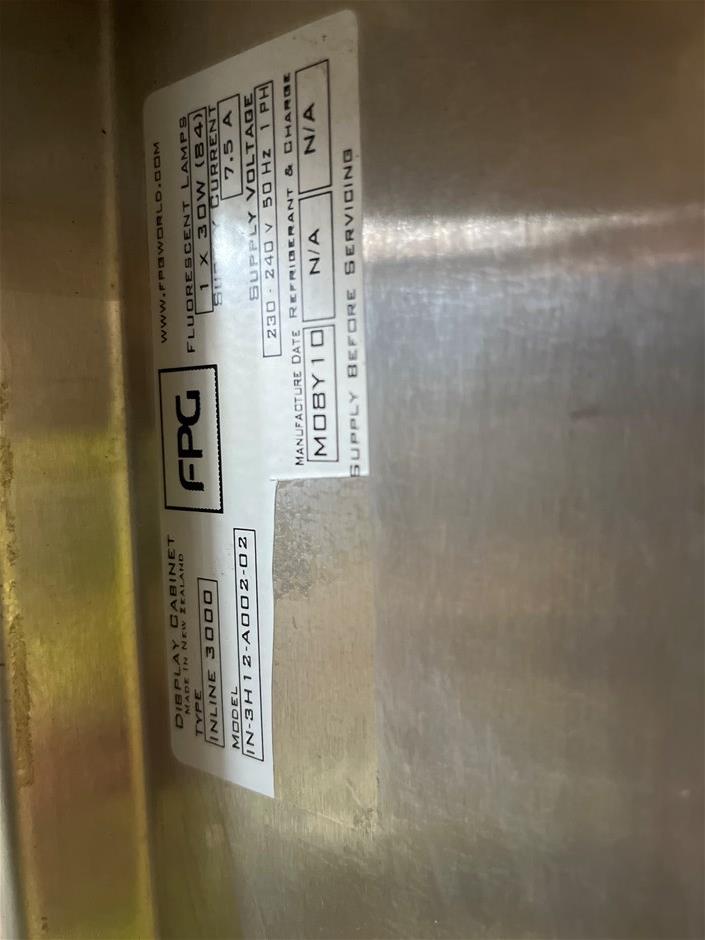 DISPLAY CABINET
MADE IN NEW ZEALAND
TYPE
INLINE 3000
MODEL
IN-3H12-A002-02
FPG
WWW.FPGWORLD.COM
FLUORESCENT LAMPS
1 X 30W (84)
SUPPLY CURRENT
7.5 A
SUPPLY VOLTAGE
230 - 240 V 50 HZ 1 PH
MANUFACTURE DATE REFRIGERANT & CHARGE
M08Y10 N/A N/A
SUPPLY BEFORE SERVICING